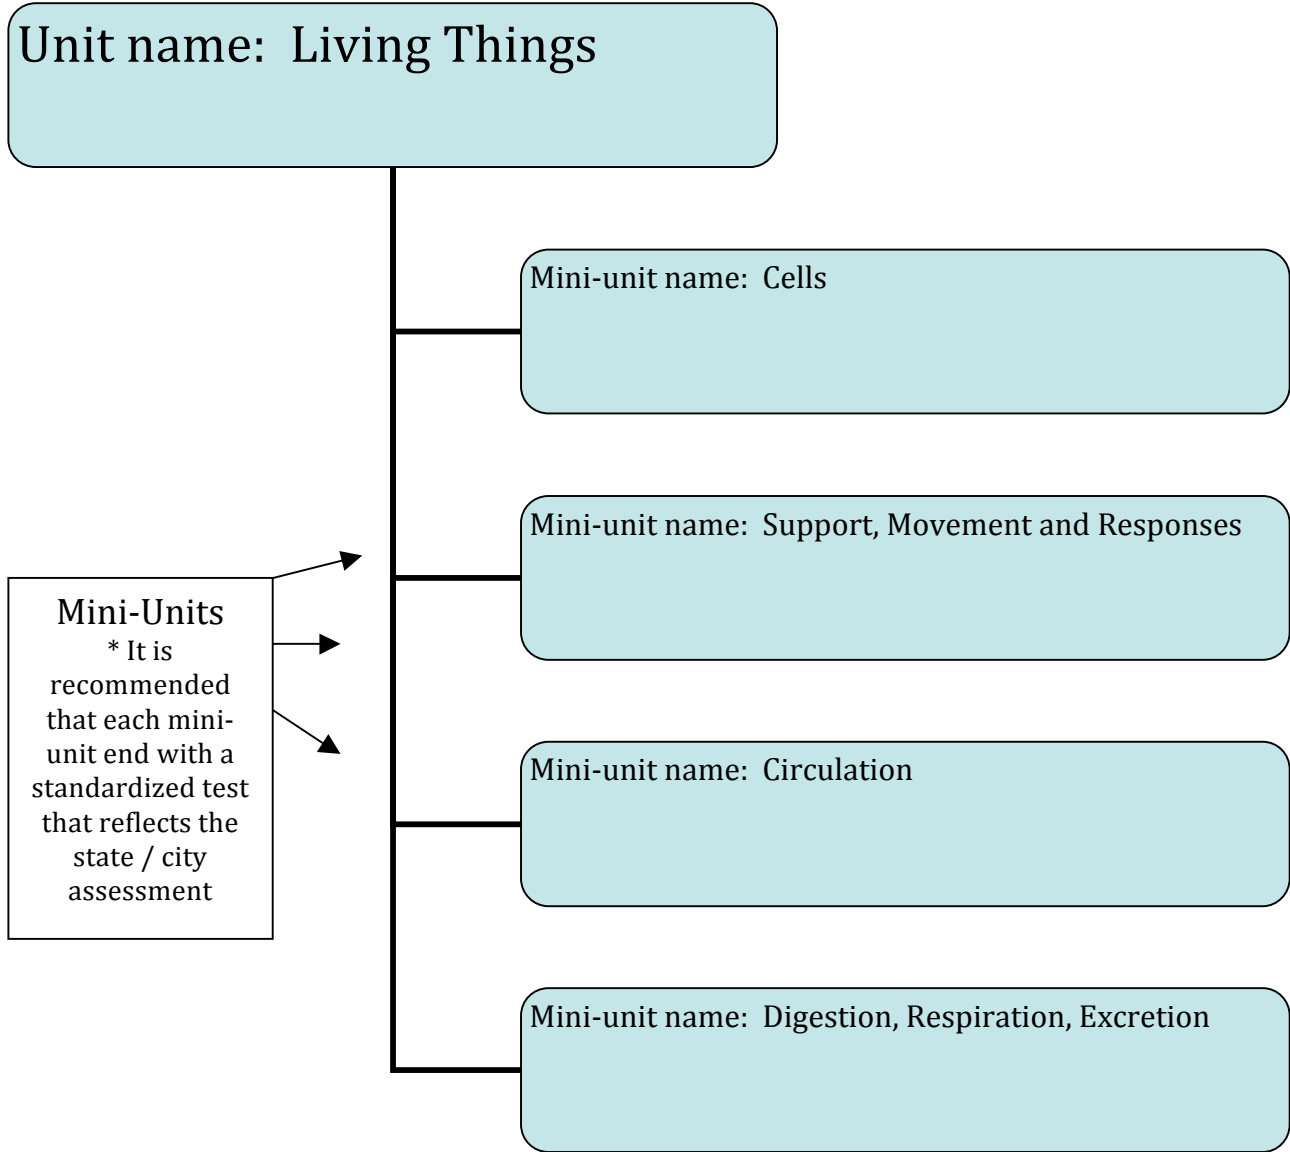 Unit name: Living Things
Mini-unit name: Cells
Mini-unit name: Support, Movement and Responses
Mini-Units
* It is
recommended
that each mini-
unit end with a
standardized test
that reflects the
state / city
assessment
Mini-unit name: Circulation
Mini-unit name: Digestion, Respiration, Excretion